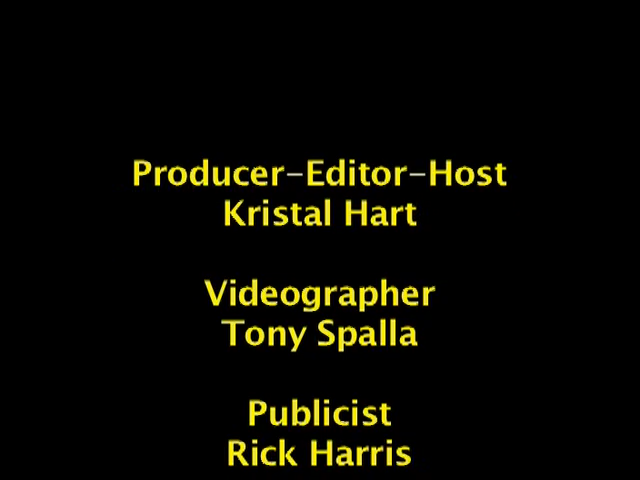 Producer-Editor-Host
Kristal Hart
Videographer
Tony Spalla
Publicist
Rick Harris